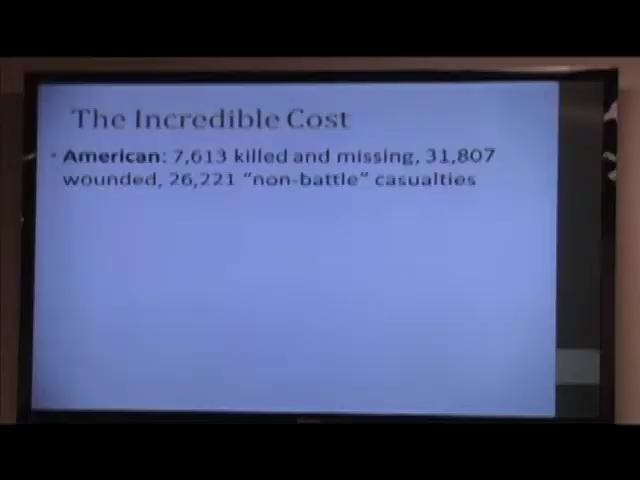 The Incredible Cost
• American: 7,613 killed and missing, 31,807
wounded, 26,221 “non-battle” casualties